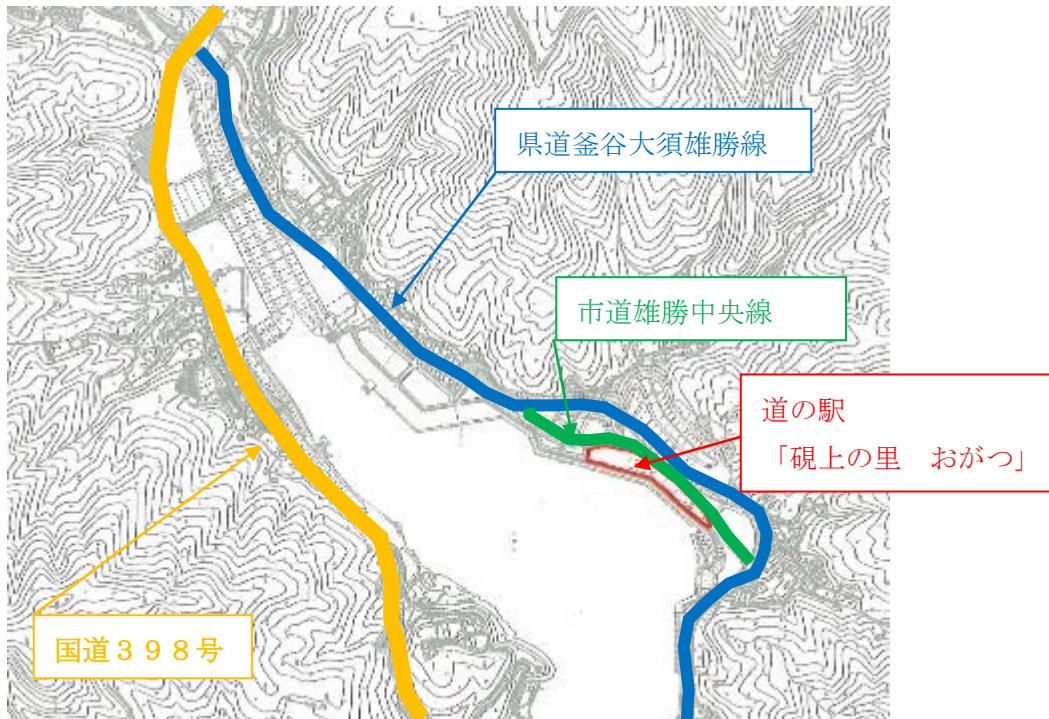 県道釜谷大須雄勝線
市道雄勝中央線
道の駅
「硯上の里　おがつ」
国道３９８号